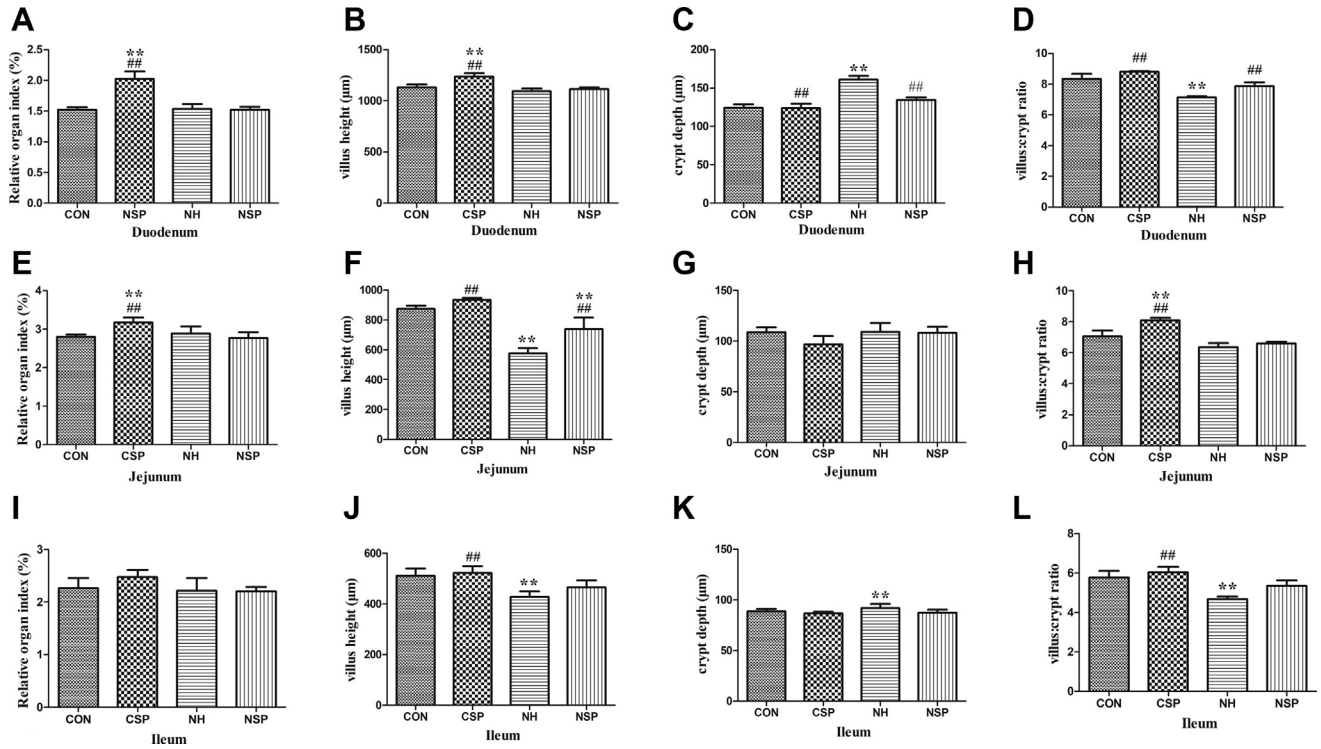 A
Relative organ index (%)
2.5
2.0
1.5
1.0
0.5
0.0
**
##
CON NSP NH NSP
Duodenum
B
villus height (µm)
1500
1000
500
0
**
##
CON CSP NH NSP
Duodenum
C
crypt depth (µm)
200
150
100
50
0
## ** ##
CON CSP NH NSP
Duodenum
D
villus:crypt ratio
10
8
6
4
2
0
## ** ##
CON CSP NH NSP
Duodenum
E
Relative organ index (%)
4
3
2
1
0
**
##
CON CSP NH NSP
Jejunum
F
villus height (µm)
1000
800
600
400
200
0
##
**
**
##
CON CSP NH NSP
Jejunum
G
crypt depth (µm)
150
100
50
0
CON CSP NH NSP
Jejunum
H
villus:crypt ratio
10
8
6
4
2
0
**
##
CON CSP NH NSP
Jejunum
I
Relative organ index (%)
3
2
1
0
CON CSP NH NSP
Ileum
J
villus height (µm)
600
400
200
0
## **
CON CSP NH NSP
Ileum
K
crypt depth (µm)
150
100
50
0
**
CON CSP NH NSP
Ileum
L
villus:crypt ratio
8
6
4
2
0
## **
CON CSP NH NSP
Ileum